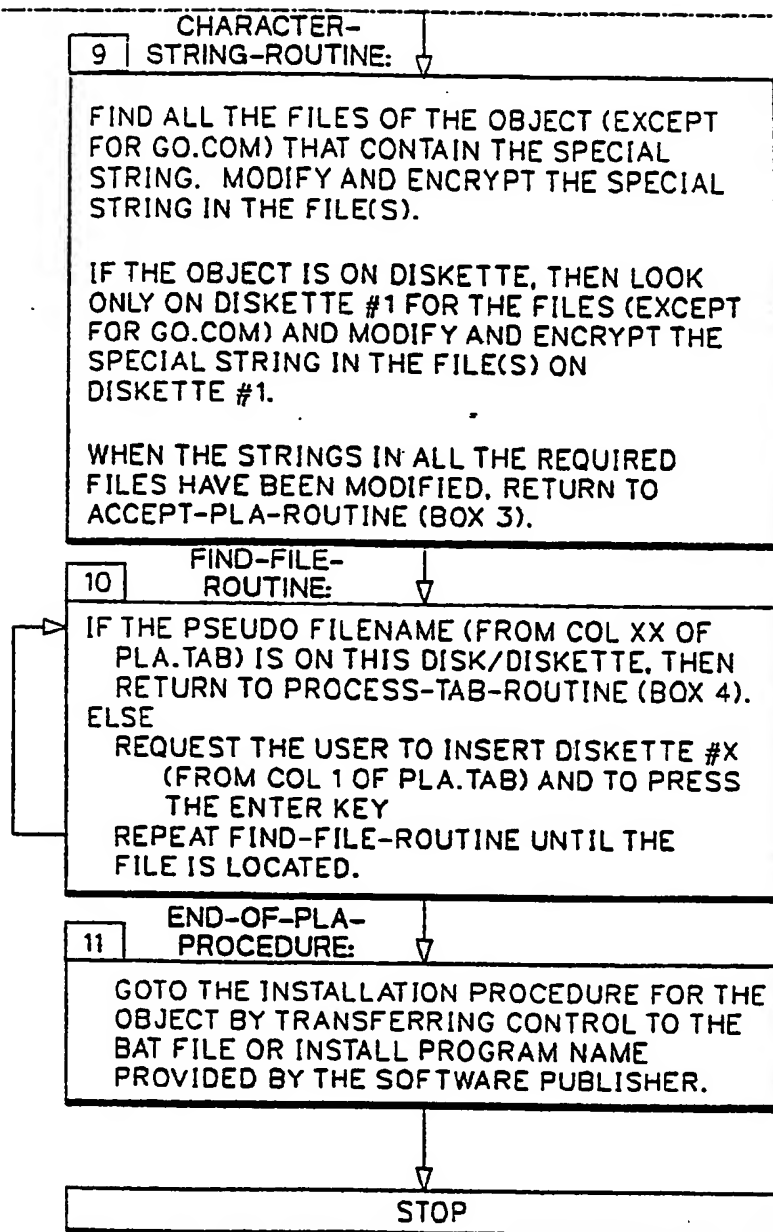 CHARACTER-
9 STRING-ROUTINE:
FIND ALL THE FILES OF THE OBJECT (EXCEPT
FOR GO.COM) THAT CONTAIN THE SPECIAL
STRING. MODIFY AND ENCRYPT THE SPECIAL
STRING IN THE FILE(S).
IF THE OBJECT IS ON DISKETTE, THEN LOOK
ONLY ON DISKETTE #1 FOR THE FILES (EXCEPT
FOR GO.COM) AND MODIFY AND ENCRYPT THE
SPECIAL STRING IN THE FILE(S) ON
DISKETTE #1.
WHEN THE STRINGS IN ALL THE REQUIRED
FILES HAVE BEEN MODIFIED, RETURN TO
ACCEPT-PLA-ROUTINE (BOX 3).
FIND-FILE-
10 ROUTINE:
IF THE PSEUDO FILENAME (FROM COL XX OF
PLA.TAB) IS ON THIS DISK/DISKETTE, THEN
RETURN TO PROCESS-TAB-ROUTINE (BOX 4).
ELSE
REQUEST THE USER TO INSERT DISKETTE #X
(FROM COL 1 OF PLA.TAB) AND TO PRESS
THE ENTER KEY
REPEAT FIND-FILE-ROUTINE UNTIL THE
FILE IS LOCATED.
END-OF-PLA-
11 PROCEDURE:
GOTO THE INSTALLATION PROCEDURE FOR THE
OBJECT BY TRANSFERRING CONTROL TO THE
BAT FILE OR INSTALL PROGRAM NAME
PROVIDED BY THE SOFTWARE PUBLISHER.
STOP